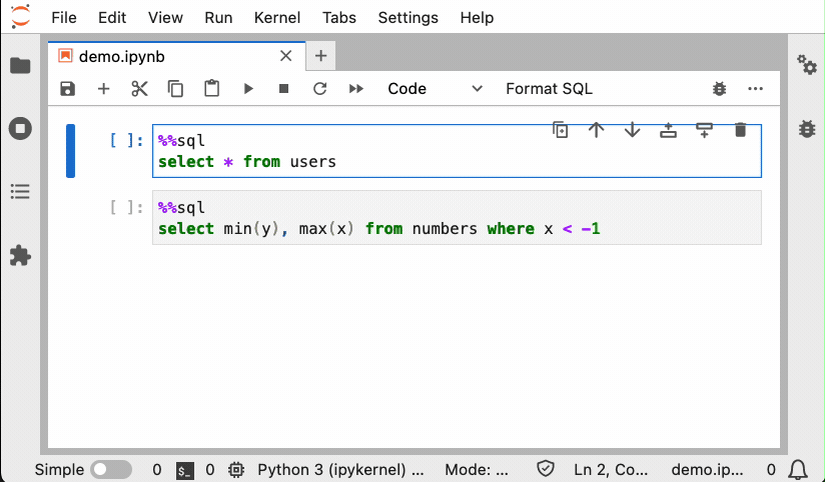 File Edit View Run Kernel Tabs Settings Help
demo.ipynb
Code Format SQL
[ ]: %%sql
select * from users
[ ]: %%sql
select min(y), max(x) from numbers where x < -1
Simple 0 $_ 0 Python 3 (ipykernel) ... Mode: ... Ln 2, Co... demo.ip... 0